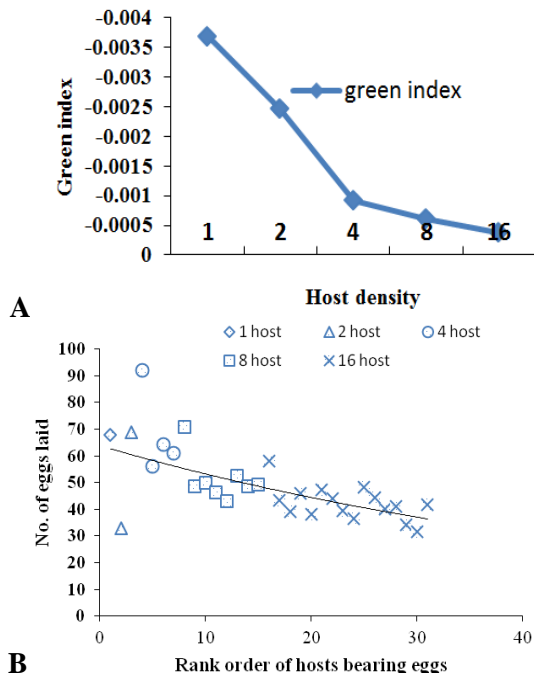 -0.004
-0.0035
-0.003
-0.0025
-0.002
-0.0015
-0.001
-0.0005
0
Green index
green index
1 2 4 8 16
Host density
A
1 host 2 host 4 host
8 host 16 host
100
90
80
70
60
50
40
30
20
10
0
No. of eggs laid
0 10 20 30 40
Rank order of hosts bearing eggs
B